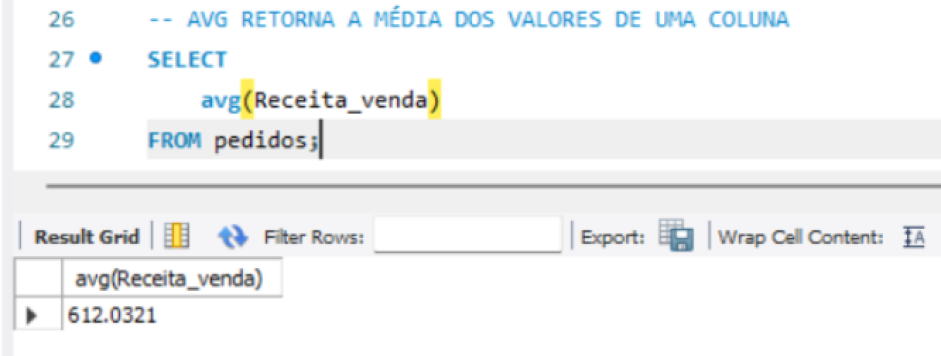 26 -- AVG RETORNA A MÉDIA DOS VALORES DE UMA COLUNA
27 SELECT
28 avg(Receita_venda)
29 FROM pedidos;
Result Grid Filter Rows: Export: Wrap Cell Content: IA
avg(Receita_venda)
612.0321